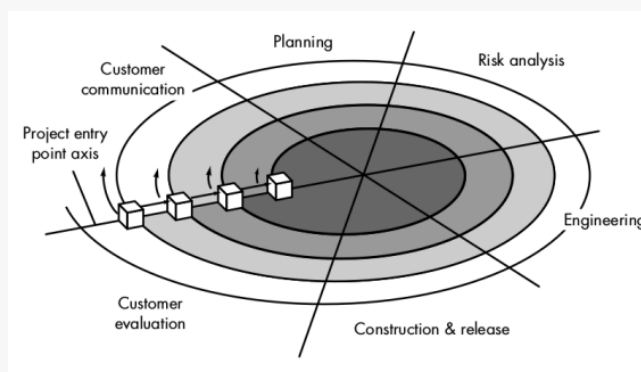 Planning
Risk analysis
Customer
communication
Project entry
point axis
Engineering
Customer
evaluation
Construction & release